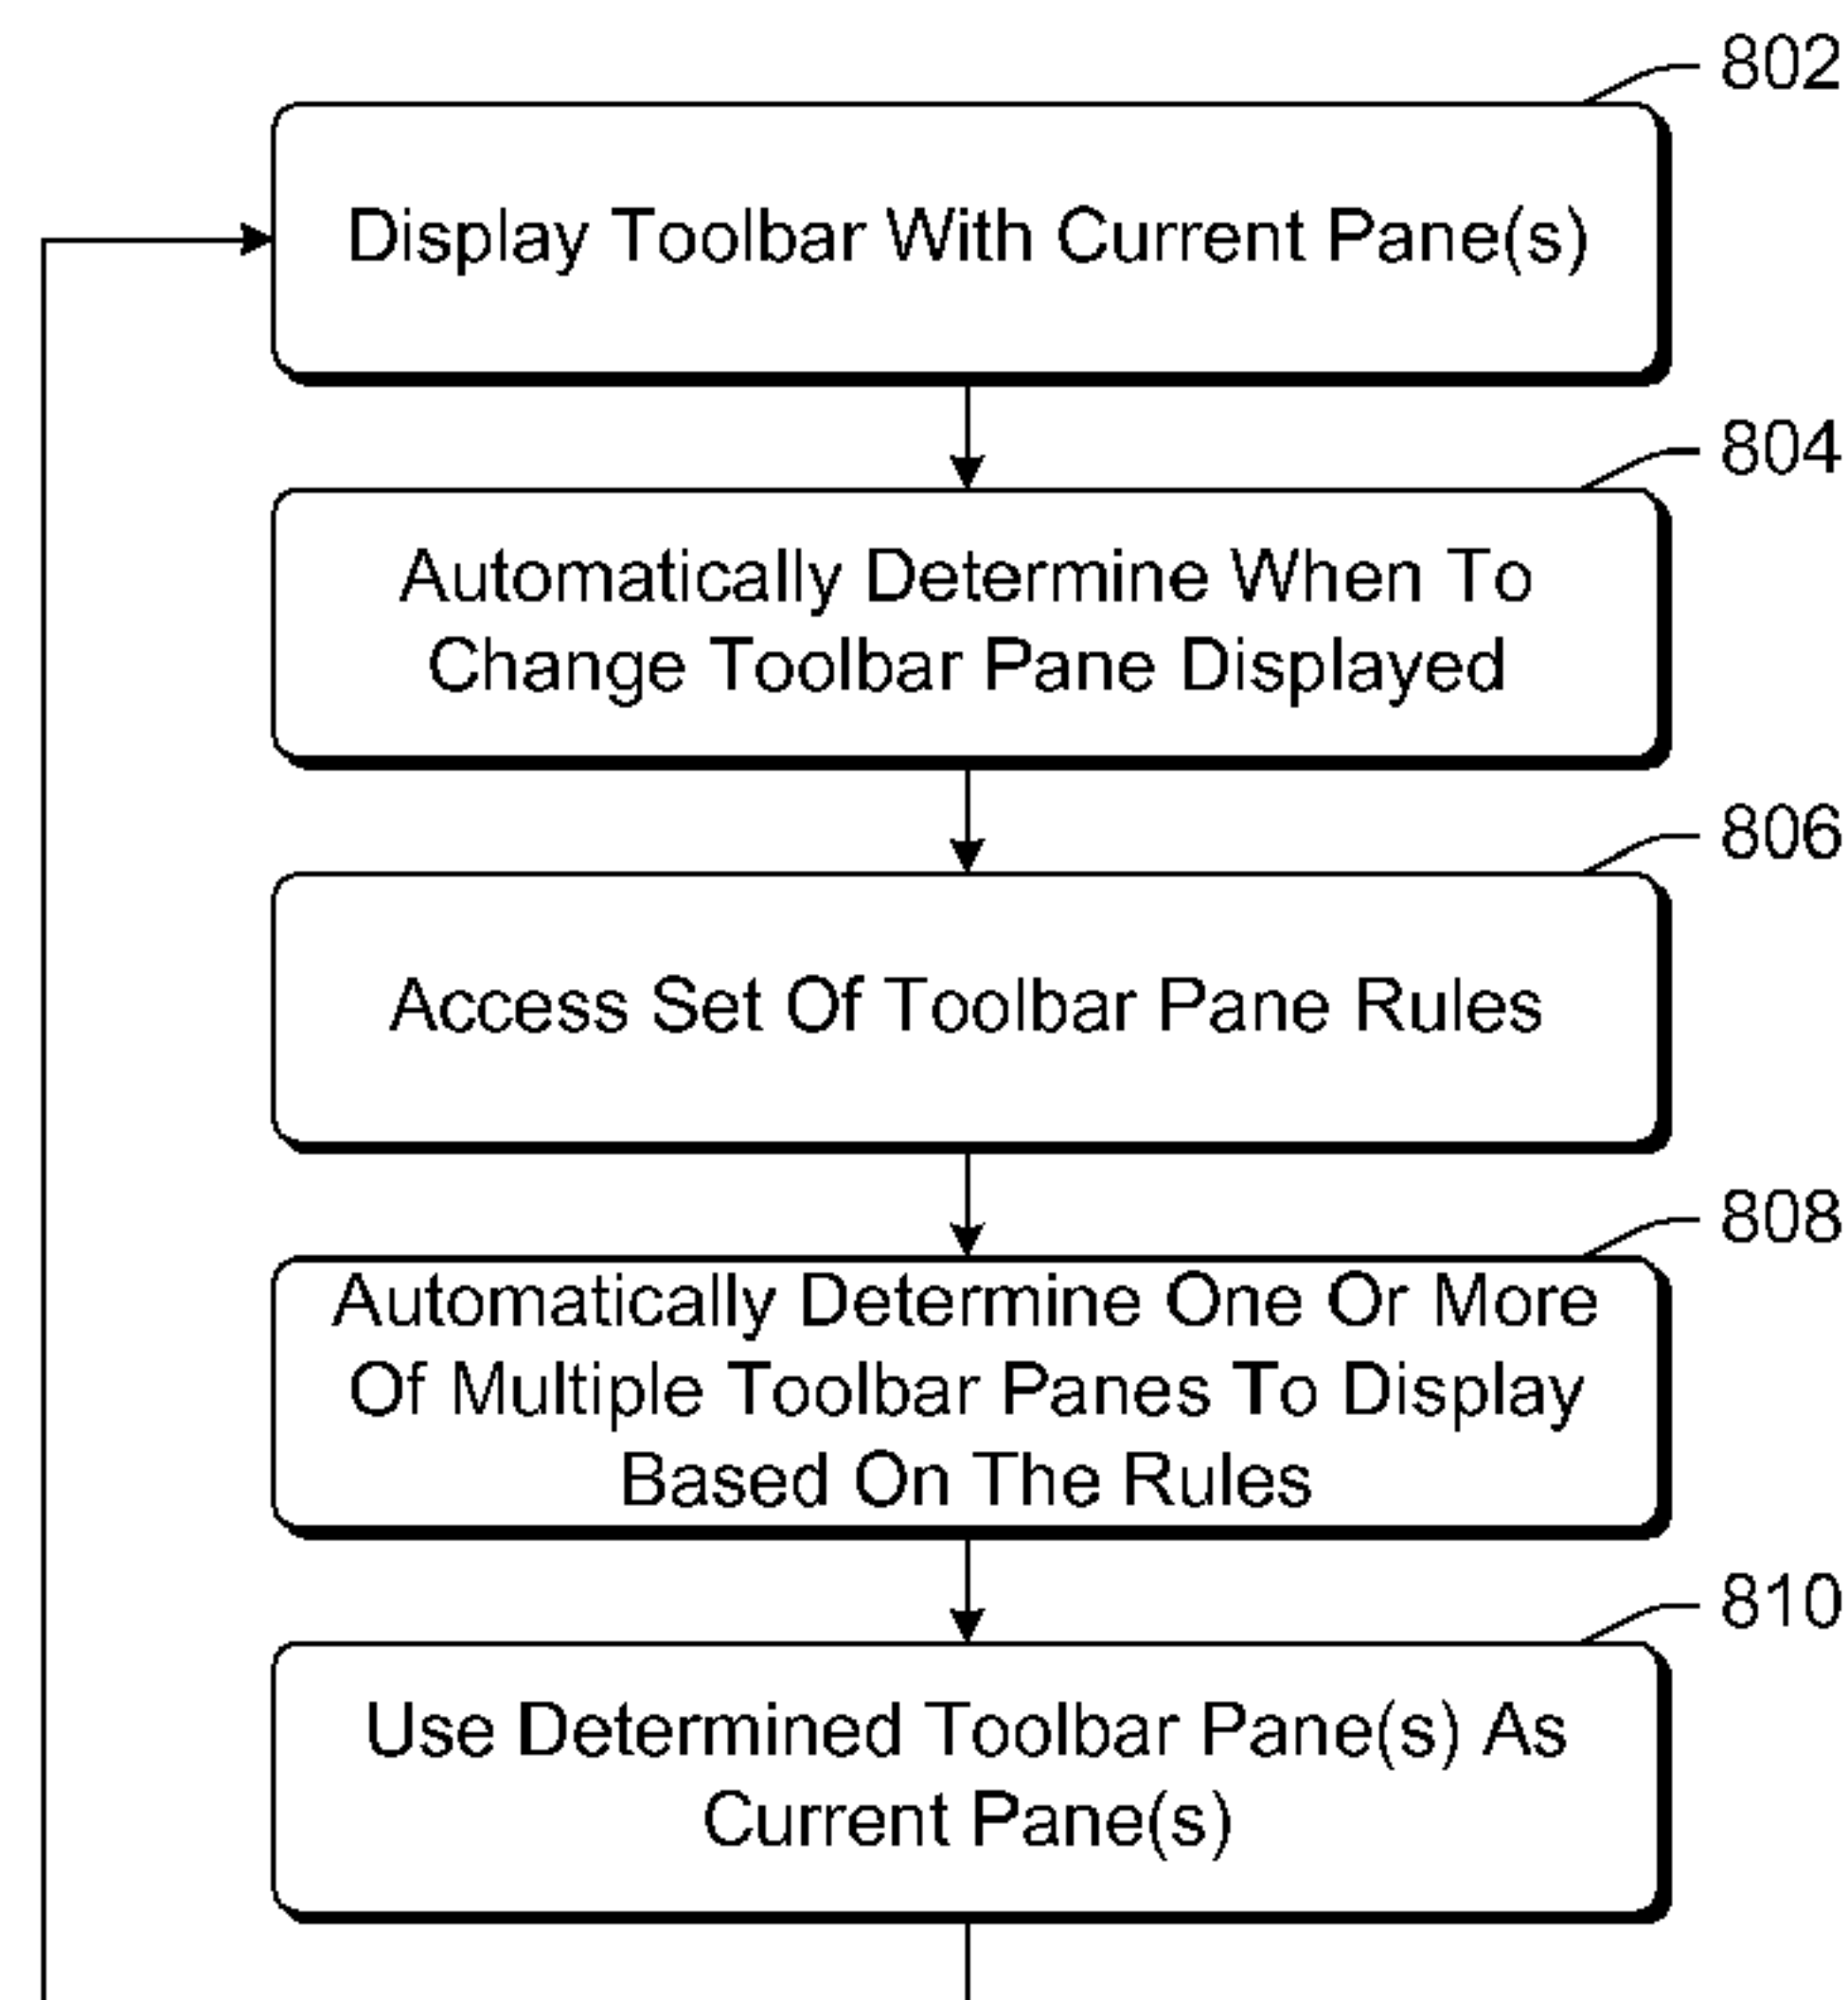 802
Display Toolbar With Current Pane(s)
804
Automatically Determine When To
Change Toolbar Pane Displayed
806
Access Set Of Toolbar Pane Rules
808
Automatically Determine One Or More
Of Multiple Toolbar Panes To Display
Based On The Rules
810
Use Determined Toolbar Pane(s) As
Current Pane(s)